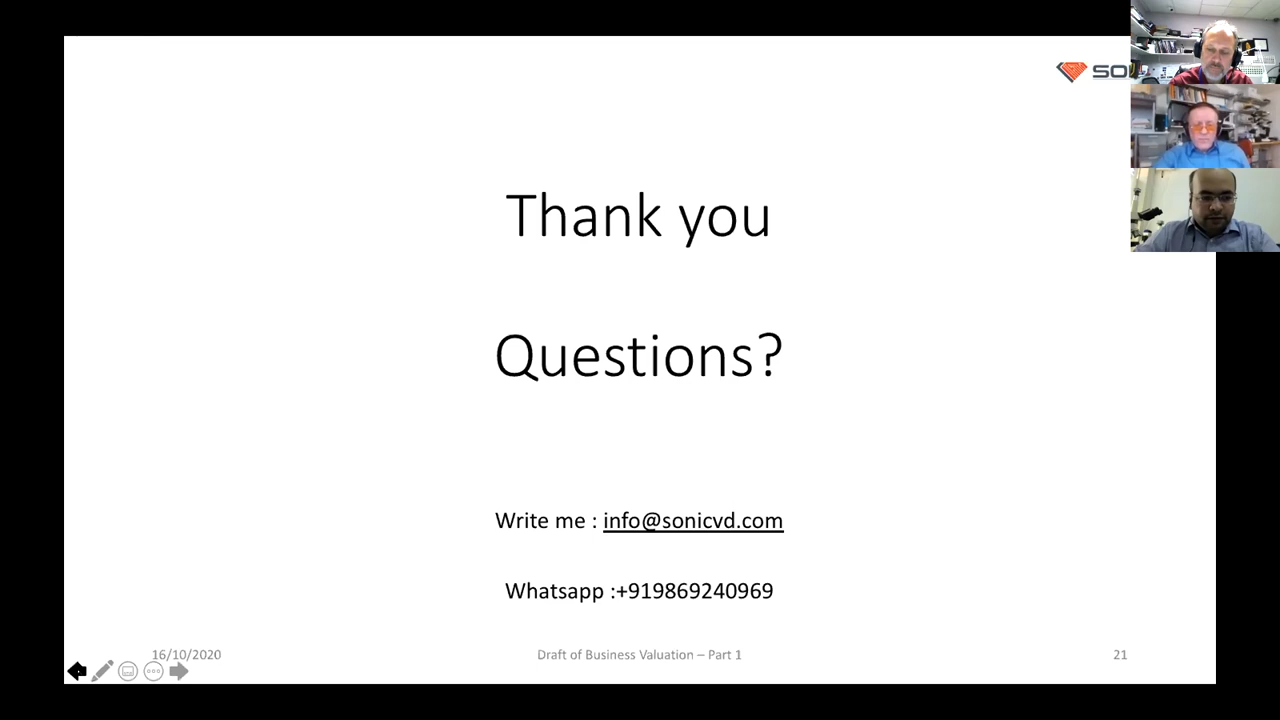 SO
Thank you
Questions?
Write me : info@sonicvd.com
Whatsapp :+919869240969
16/10/2020
Draft of Business Valuation – Part 1
21